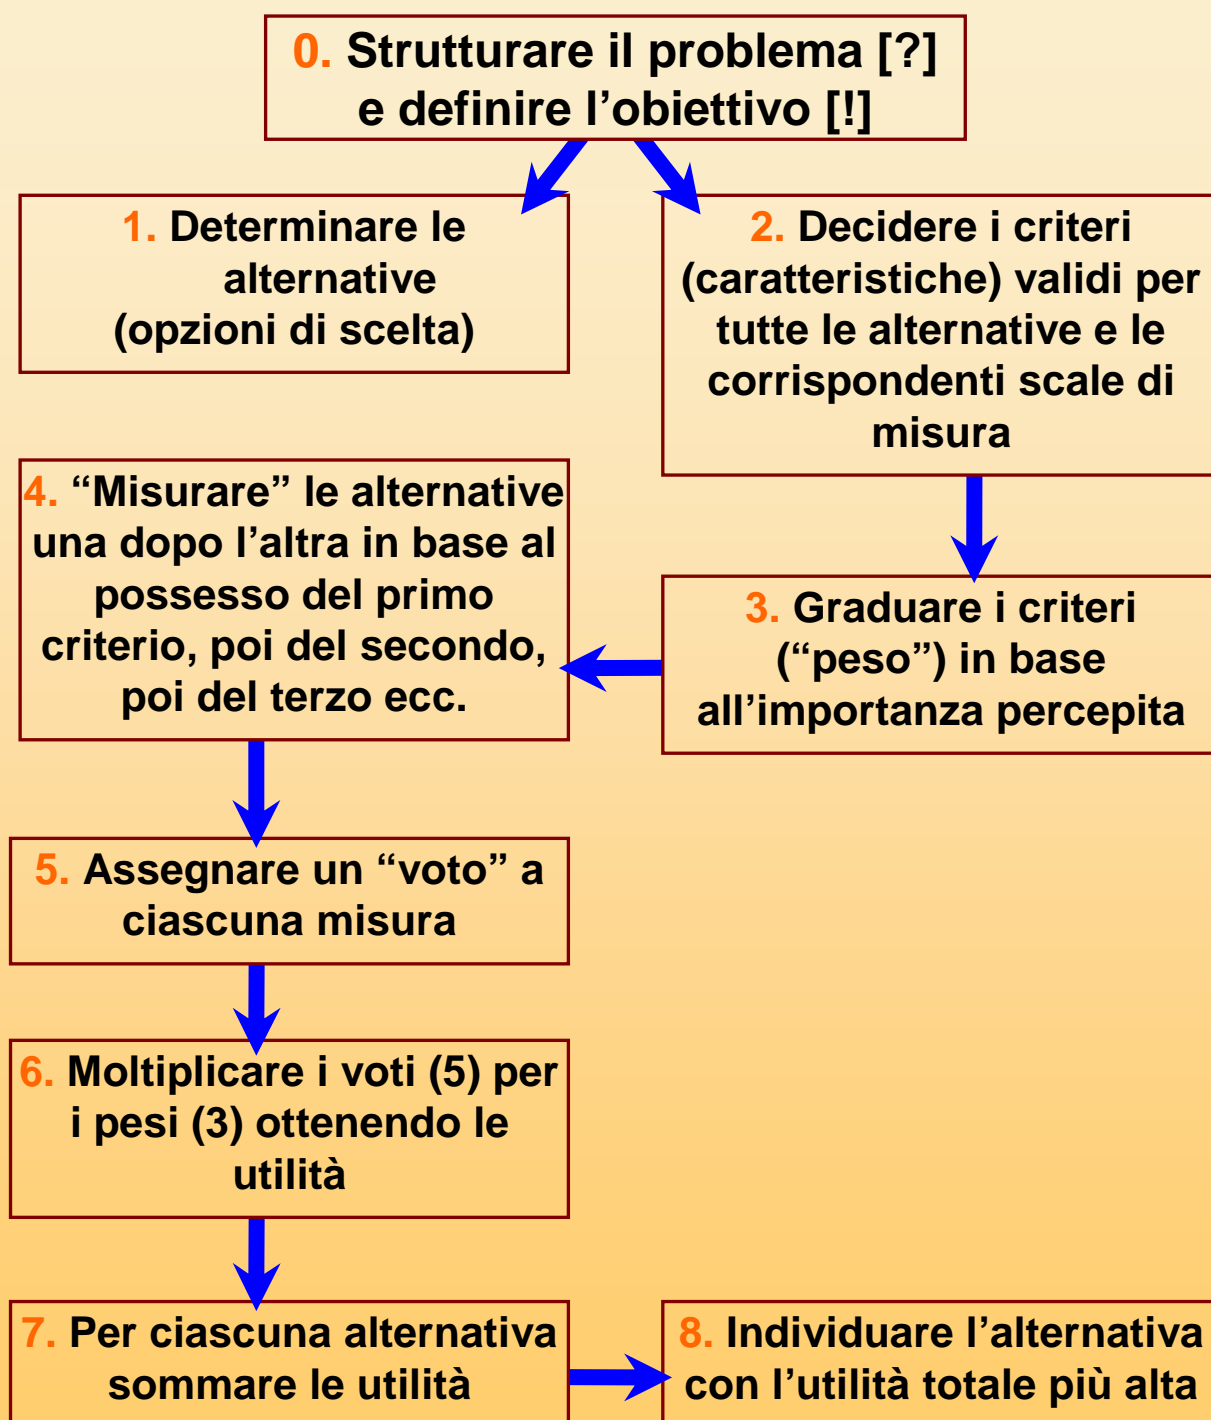 0. Strutturare il problema [?]
e definire l’obiettivo [!]
1. Determinare le
alternative
(opzioni di scelta)
2. Decidere i criteri
(caratteristiche) validi per
tutte le alternative e le
corrispondenti scale di
misura
3. Graduare i criteri
(“peso”) in base
all’importanza percepita
4. “Misurare” le alternative
una dopo l’altra in base al
possesso del primo
criterio, poi del secondo,
poi del terzo ecc.
5. Assegnare un “voto” a
ciascuna misura
6. Moltiplicare i voti (5) per
i pesi (3) ottenendo le
utilità
7. Per ciascuna alternativa
sommare le utilità
8. Individuare l’alternativa
con l’utilità totale più alta